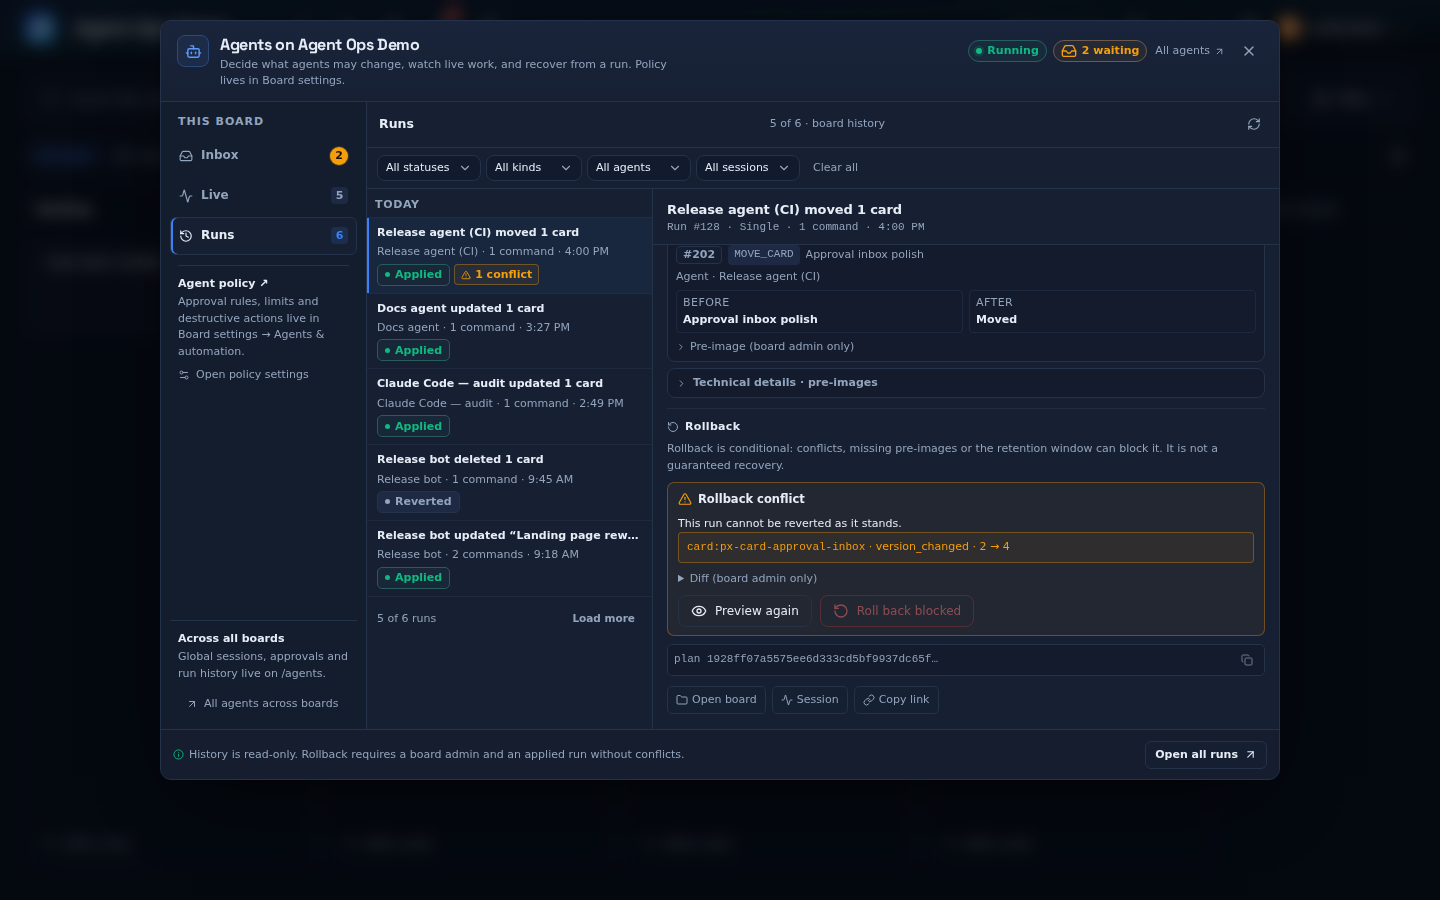 Agents on Agent Ops Demo
Decide what agents may change, watch live work, and recover from a run. Policy
lives in Board settings.
Running
2 waiting
All agents ↗
THIS BOARD
Inbox
2
Live
5
Runs
6
Agent policy ↗
Approval rules, limits and
destructive actions live in
Board settings → Agents &
automation.
Open policy settings
Across all boards
Global sessions, approvals and
run history live on /agents.
All agents across boards
Runs
5 of 6 · board history
All statuses
All kinds
All agents
All sessions
Clear all
TODAY
Release agent (CI) moved 1 card
Release agent (CI) · 1 command · 4:00 PM
Applied
1 conflict
Docs agent updated 1 card
Docs agent · 1 command · 3:27 PM
Applied
Claude Code — audit updated 1 card
Claude Code — audit · 1 command · 2:49 PM
Applied
Release bot deleted 1 card
Release bot · 1 command · 9:45 AM
Reverted
Release bot updated “Landing page rew…
Release bot · 2 commands · 9:18 AM
Applied
5 of 6 runs
Load more
Release agent (CI) moved 1 card
Run #128 · Single · 1 command · 4:00 PM
#202
MOVE_CARD
Approval inbox polish
Agent · Release agent (CI)
BEFORE
Approval inbox polish
AFTER
Moved
Pre-image (board admin only)
Technical details · pre-images
Rollback
Rollback is conditional: conflicts, missing pre-images or the retention window can block it. It is not a
guaranteed recovery.
Rollback conflict
This run cannot be reverted as it stands.
card:px-card-approval-inbox · version_changed · 2 → 4
Diff (board admin only)
Preview again
Roll back blocked
plan 1928ff07a5575ee6d333cd5bf9937dc65f…
Open board
Session
Copy link
History is read-only. Rollback requires a board admin and an applied run without conflicts.
Open all runs ↗